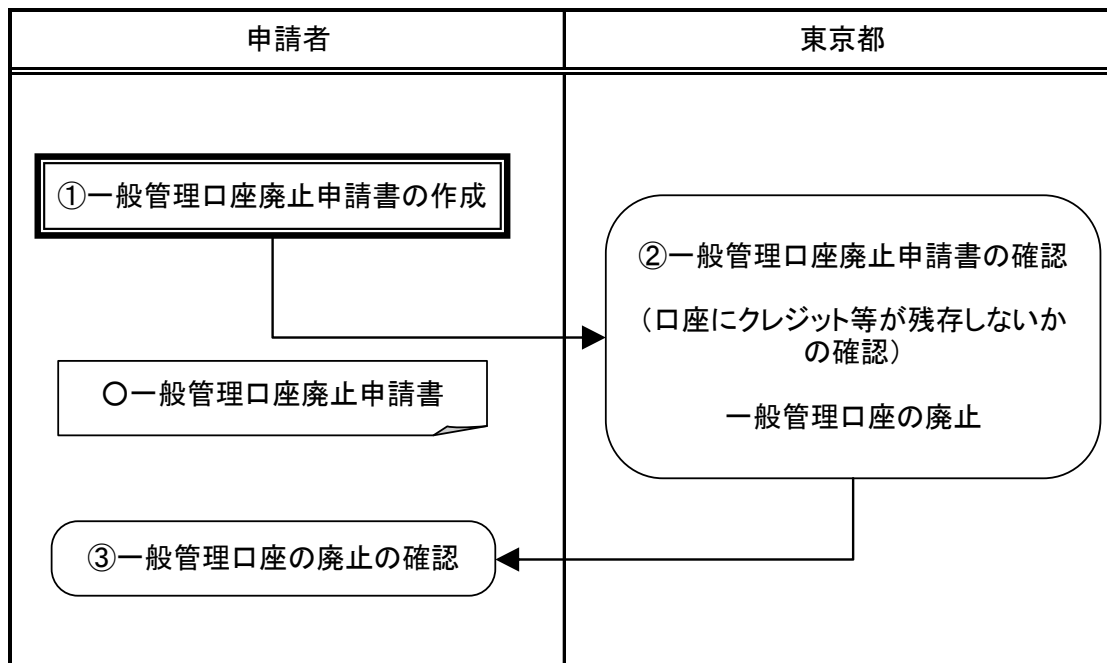 申請者
東京都
①一般管理口座廃止申請書の作成
②一般管理口座廃止申請書の確認
（口座にクレジット等が残存しないか
の確認）
一般管理口座の廃止
○一般管理口座廃止申請書
③一般管理口座の廃止の確認